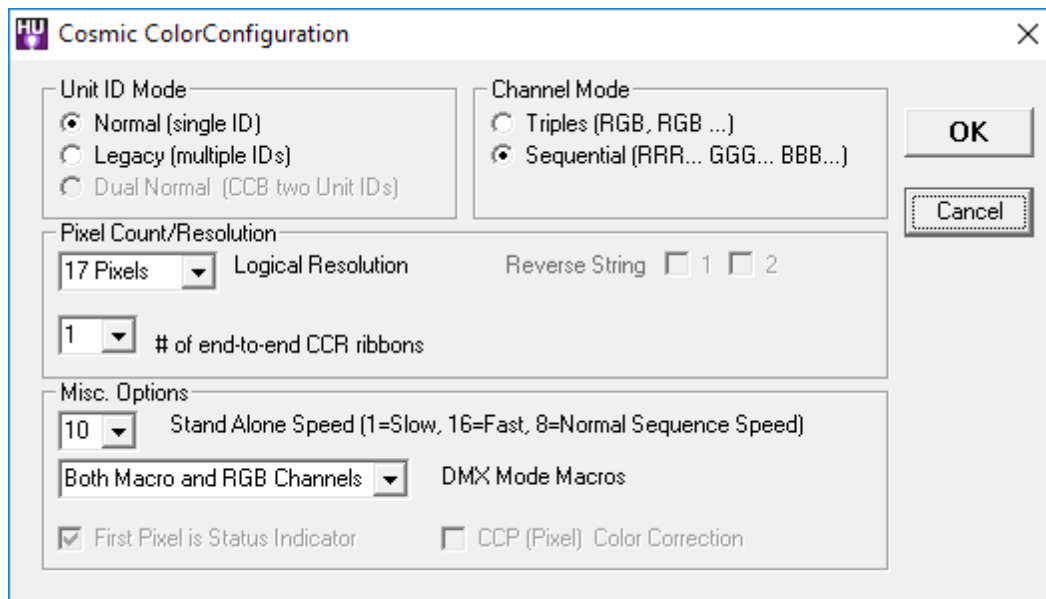 HU Cosmic ColorConfiguration
Unit ID Mode
Normal (single ID)
Legacy (multiple IDs)
Dual Normal (CCB two Unit IDs)
Channel Mode
Triples (RGB, RGB ...)
Sequential (RRR... GGG... BBB...)
OK
Cancel
Pixel Count/Resolution
17 Pixels Logical Resolution Reverse String 1 2
1 # of end-to-end CCR ribbons
Misc. Options
10 Stand Alone Speed (1=Slow, 16=Fast, 8=Normal Sequence Speed)
Both Macro and RGB Channels DMX Mode Macros
First Pixel is Status Indicator CCP (Pixel) Color Correction